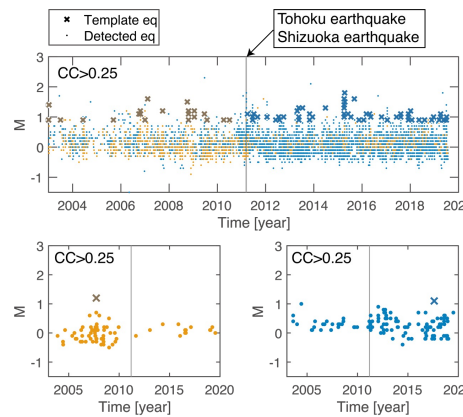 Template eq
Detected eq
Tohoku earthquake
Shizuoka earthquake
CC>0.25
3
2
1
0
-1
M
2004 2006 2008 2010 2012 2014 2016 2018 2020
Time [year]
CC>0.25
3
2
1
0
-1
M
2005 2010 2015 2020
Time [year]
CC>0.25
3
2
1
0
-1
M
2005 2010 2015 202
Time [year]